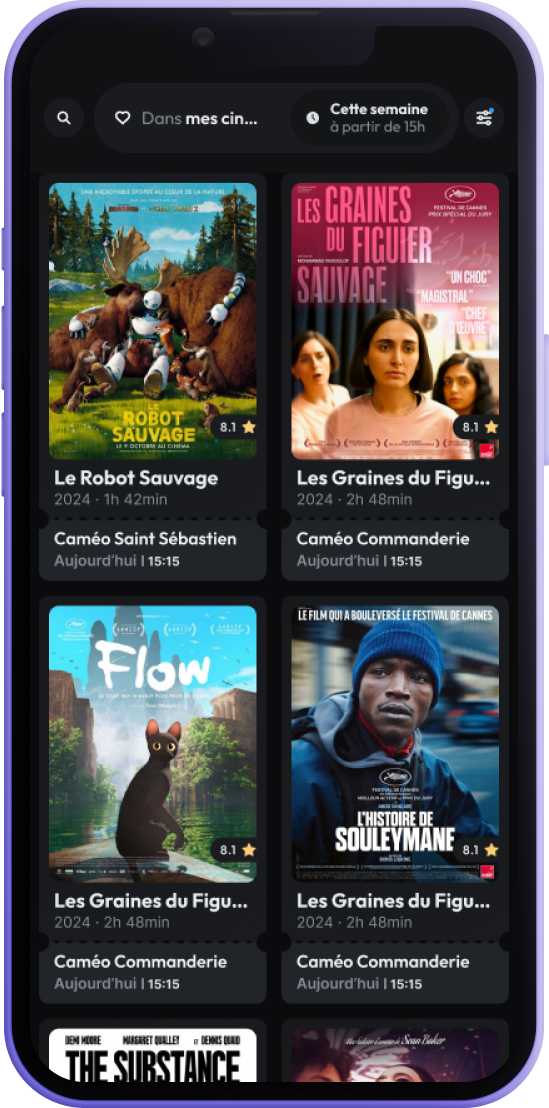 Dans mes cin...
Cette semaine
à partir de 15h
UNE INCROYABLE ÉPOPÉE AU CŒUR DE LA NATURE
LE
ROBOT
SAUVAGE
LE 9 OCTOBRE AU CINÉMA
8.1
Le Robot Sauvage
2024 · 1h 42min
Caméo Saint Sébastien
Aujourd'hui | 15:15
LES GRAINES
DU FIGUIER
SAUVAGE
FESTIVAL DE CANNES
PRIX SPÉCIAL DU JURY
MOHAMMAD RASOULOF
"UN CHOC"
"MAGISTRAL"
"CHEF
D'ŒUVRE"
8.1
Les Graines du Figu...
2024 · 2h 48min
Caméo Commanderie
Aujourd'hui | 15:15
Flow
8.1
Les Graines du Figu...
2024 · 2h 48min
Caméo Commanderie
Aujourd'hui | 15:15
LE FILM QUI A BOULEVERSÉ LE FESTIVAL DE CANNES
FESTIVAL DE CANNES
L'HISTOIRE DE
SOULEYMANE
8.1
Les Graines du Figu...
2024 · 2h 48min
Caméo Commanderie
Aujourd'hui | 15:15
DEMI MOORE MARGARET QUALLEY ET DENNIS QUAID
THE SUBSTANCE
Une histoire d'amour de Sean Baker